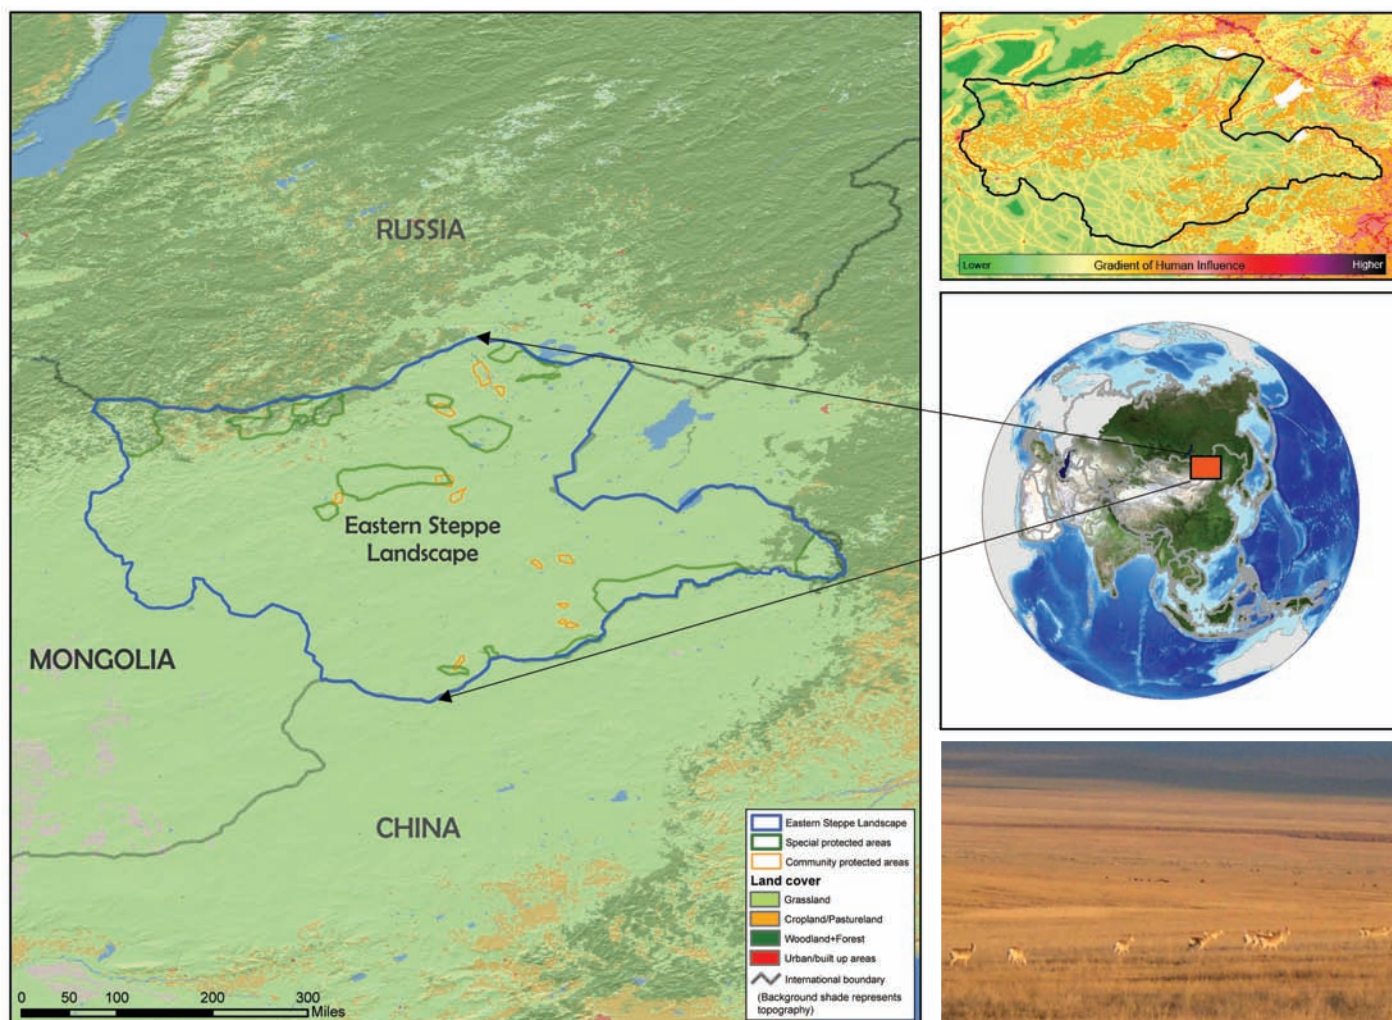 RUSSIA
Eastern Steppe
Landscape
MONGOLIA
CHINA
Eastern Steppe Landscape
Special protected areas
Community protected areas
Land cover
Grassland
Cropland/Pastureland
Woodland+Forest
Urban/built up areas
International boundary
(Background shade represents
topography)
0 50 100 200 300
Miles
Lower Gradient of Human Influence Higher